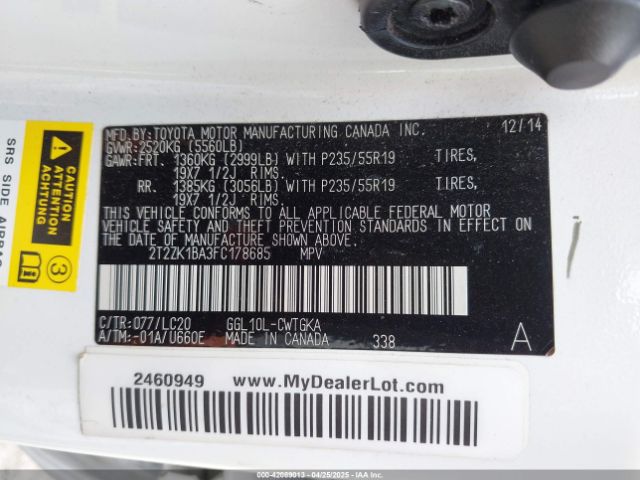 MFD.BY:TOYOTA MOTOR MANUFACTURING CANADA INC. 12/14
GVWR:2520KG (5560LB)
GAWR:FRT. 1360KG (2999LB) WITH P235/55R19 TIRES,
19X7 1/2J RIMS.
RR. 1385KG (3056LB) WITH P235/55R19 TIRES,
19X7 1/2J RIMS.
THIS VEHICLE CONFORMS TO ALL APPLICABLE FEDERAL MOTOR
VEHICLE SAFETY AND THEFT PREVENTION STANDARDS IN EFFECT ON
THE DATE OF MANUFACTURE SHOWN ABOVE.
2T2ZK1BA3FC178685 MPV
C/TR:077/LC20 GGL10L-CWTGKA
A/TM:-01A/U660E MADE IN CANADA 338 A
CAUTION
ATTENTION
SRS SIDE AIRBAG
3
2460949 www.MyDealerLot.com
000-42089013 - 04/25/2025 - IAAI.COM